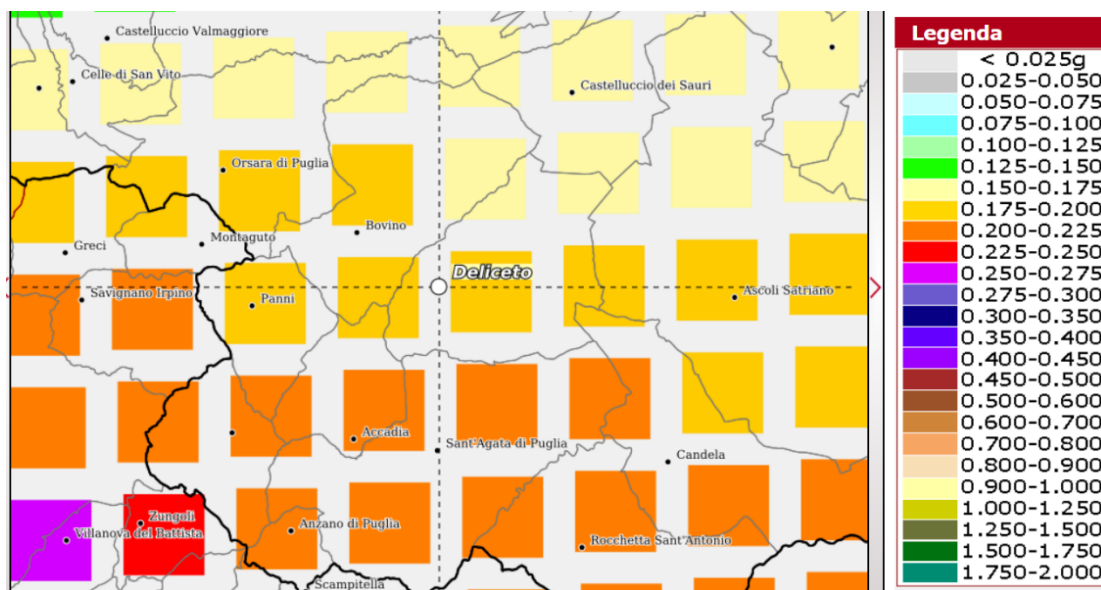 Castelluccio Valmaggiore
Celle di San Vito
Castelluccio dei Sauri
Orsara di Puglia
Bovino
Greci
Montaguto
Deliceto
Savignano Irpino
Panni
Ascoli Satriano
Accadia
Sant'Agata di Puglia
Candela
Zungoli
Villanova del Battista
Anzano di Puglia
Rocchetta Sant'Antonio
Scampitella
Legenda
< 0.025g
0.025-0.050
0.050-0.075
0.075-0.100
0.100-0.125
0.125-0.150
0.150-0.175
0.175-0.200
0.200-0.225
0.225-0.250
0.250-0.275
0.275-0.300
0.300-0.350
0.350-0.400
0.400-0.450
0.450-0.500
0.500-0.600
0.600-0.700
0.700-0.800
0.800-0.900
0.900-1.000
1.000-1.250
1.250-1.500
1.500-1.750
1.750-2.000